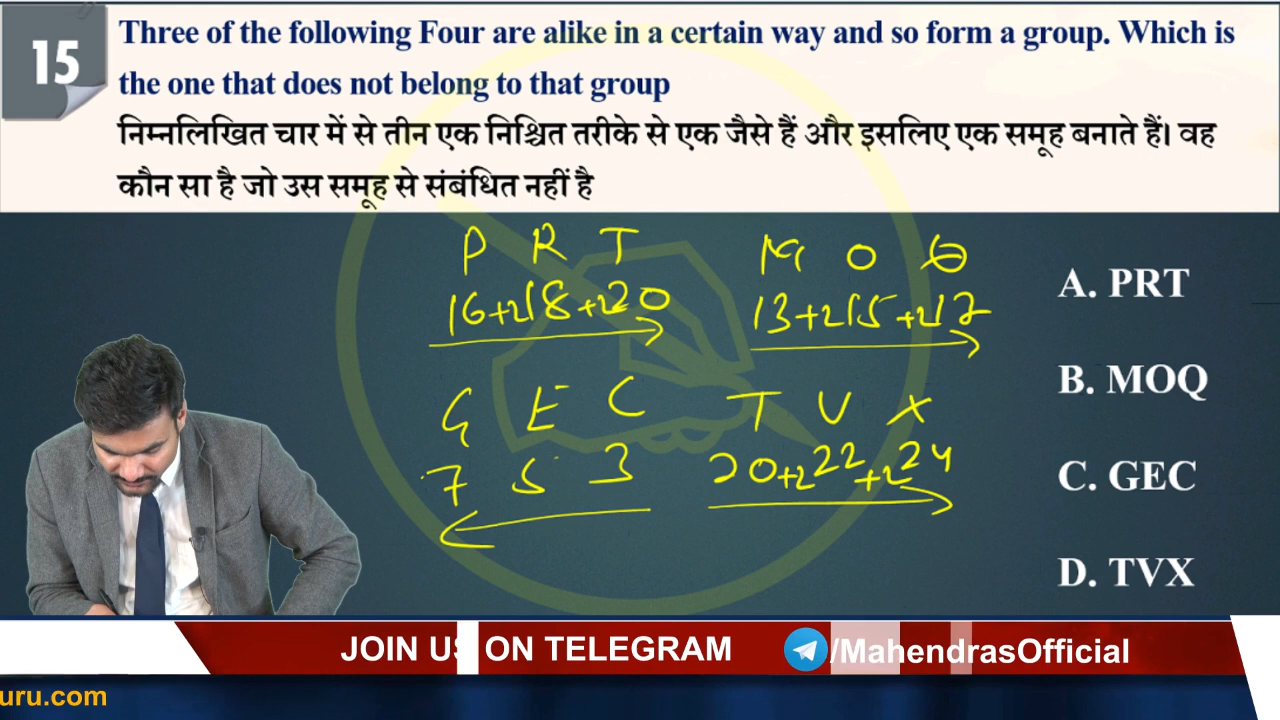 15
Three of the following Four are alike in a certain way and so form a group. Which is
the one that does not belong to that group
निम्नलिखित चार में से तीन एक निश्चित तरीके से एक जैसे हैं और इसलिए एक समूह बनाते हैं। वह
कौन सा है जो उस समूह से संबंधित नहीं है
P R T
16+2 18+2 20
M O Q
13+2 15+2 17
G E C
7 5 3
T V X
20+2 22+2 24
A. PRT
B. MOQ
C. GEC
D. TVX
JOIN US ON TELEGRAM
/MahendrasOfficial
uru.com